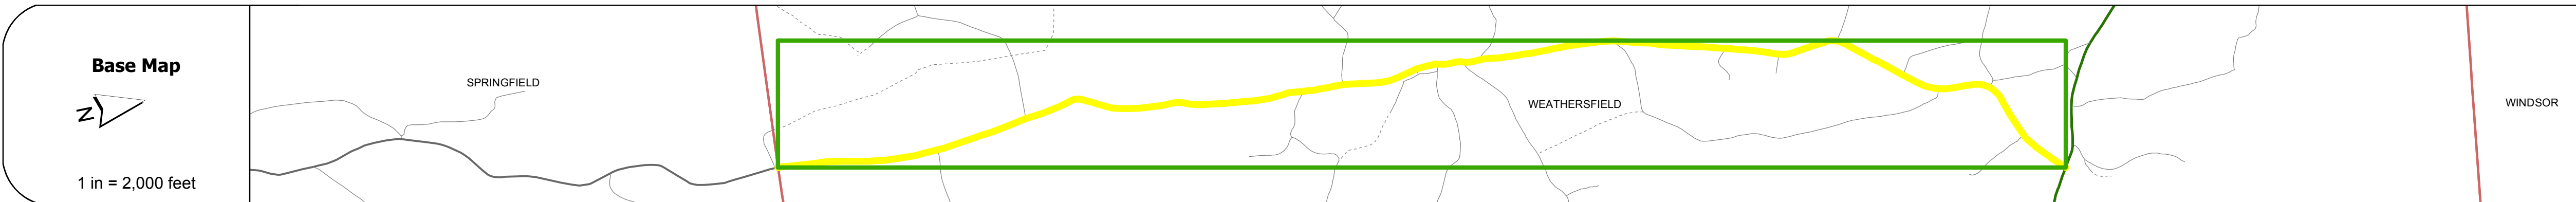 Base Map
N
1 in = 2,000 feet
SPRINGFIELD
WEATHERSFIELD
WINDSOR